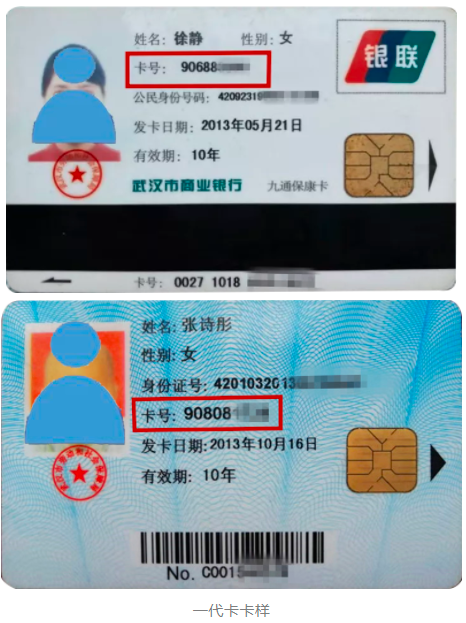 姓名: 徐静 性别: 女
银联
卡号: 90688
公民身份号码: 42092319
发卡日期: 2013年05月21日
有效期: 10年
武汉市商业银行 九通保康卡
卡号: 0027 1018
姓名: 张诗彤
性别: 女
身份证号: 4201032013
卡号: 90808
发卡日期: 2013年10月16日
有效期: 10年
No. C0015
一代卡卡样